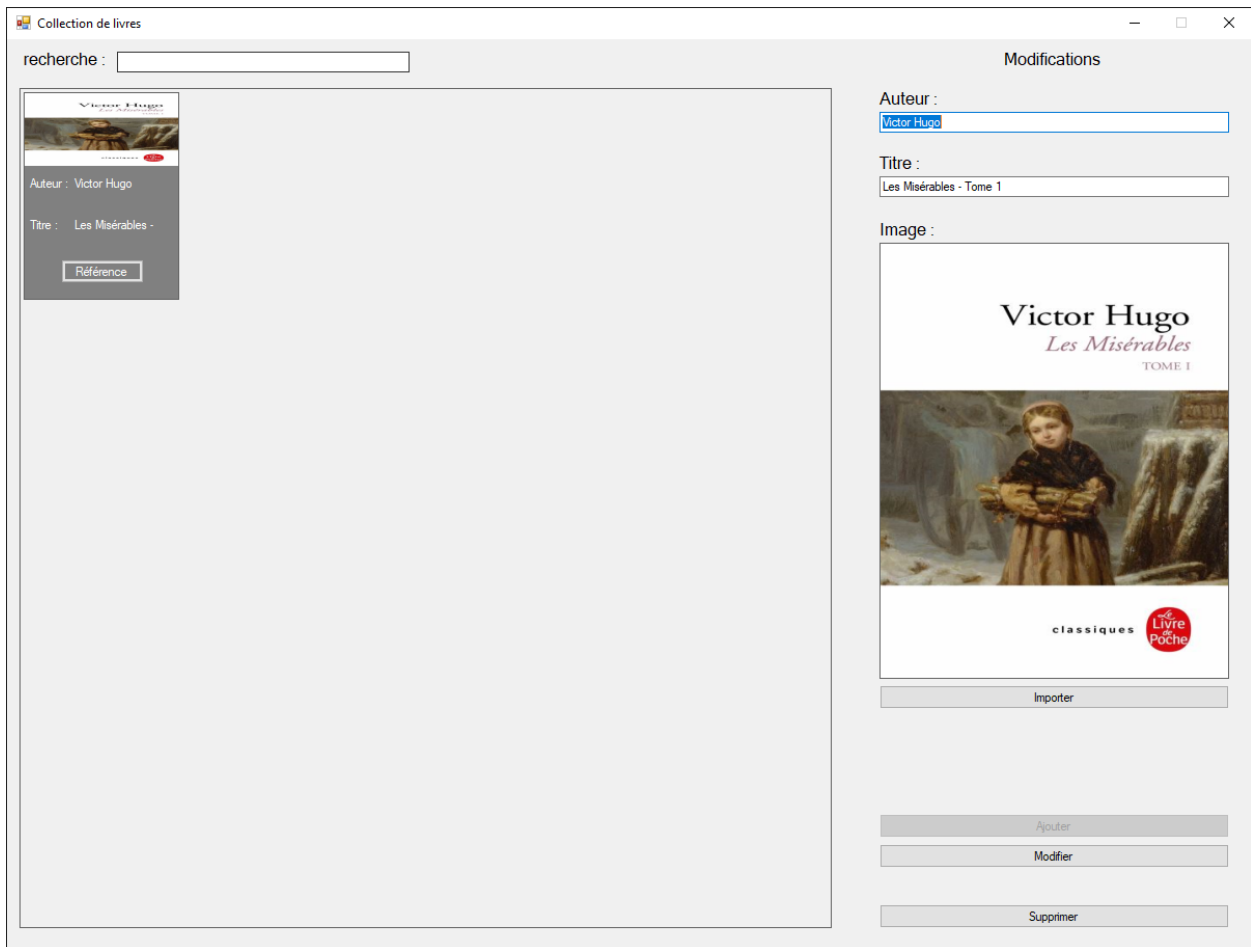 Collection de livres
recherche :
Victor Hugo
Les Misérables
TOME I
classiques
Auteur : Victor Hugo
Titre : Les Misérables -
Référence
Modifications
Auteur :
Victor Hugo
Titre :
Les Misérables - Tome 1
Image :
Victor Hugo
Les Misérables
TOME I
classiques
Le
Livre
de
Poche
Importer
Ajouter
Modifier
Supprimer